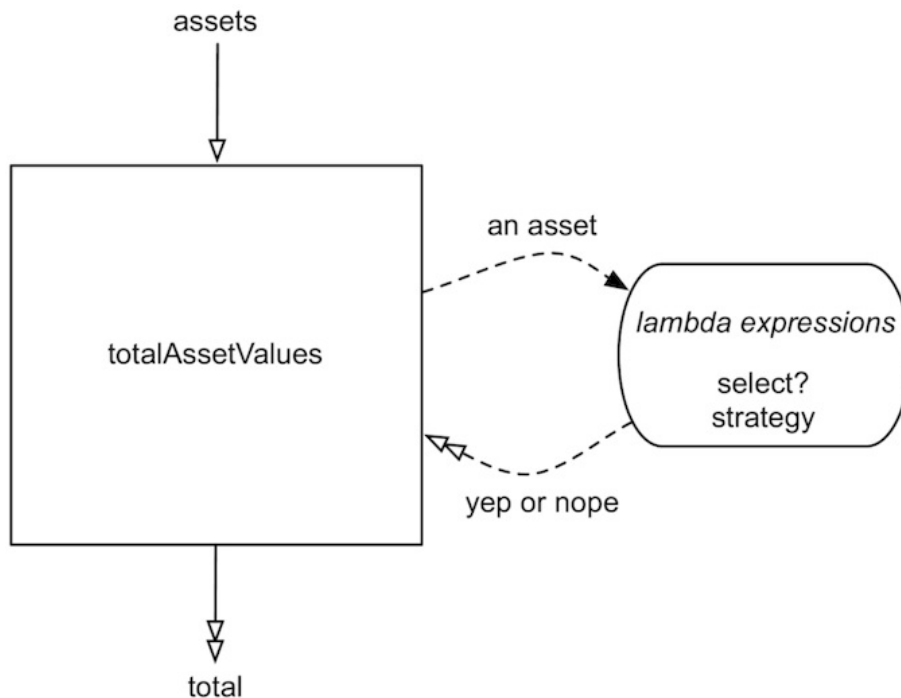 assets
an asset
lambda expressions
totalAssetValues
select?
strategy
yep or nope
total